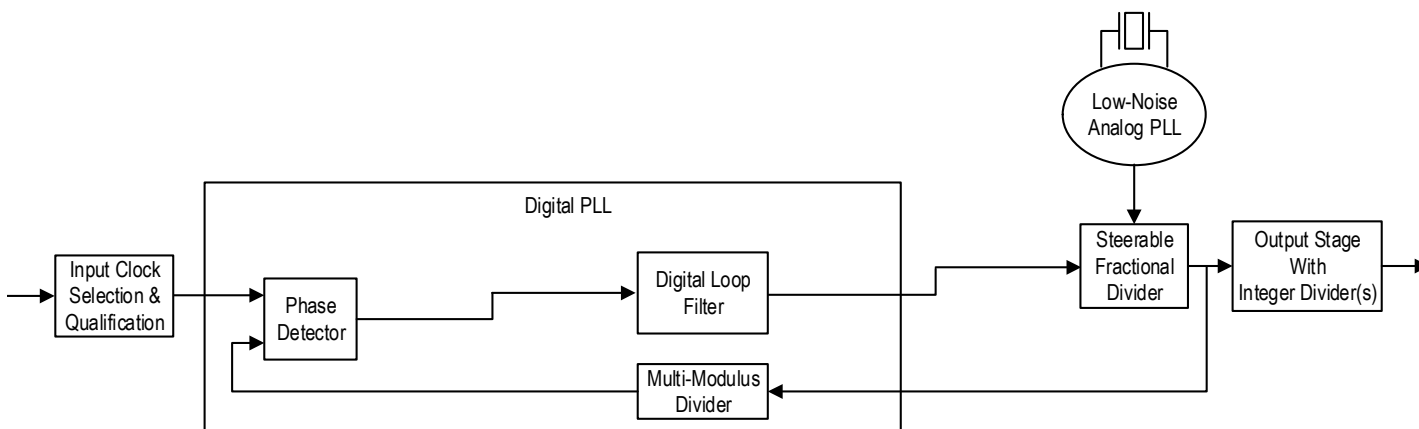 Low-Noise
Analog PLL
Digital PLL
Input Clock
Selection &
Qualification
Phase
Detector
Digital Loop
Filter
Multi-Modulus
Divider
Steerable
Fractional
Divider
Output Stage
With
Integer Divider(s)